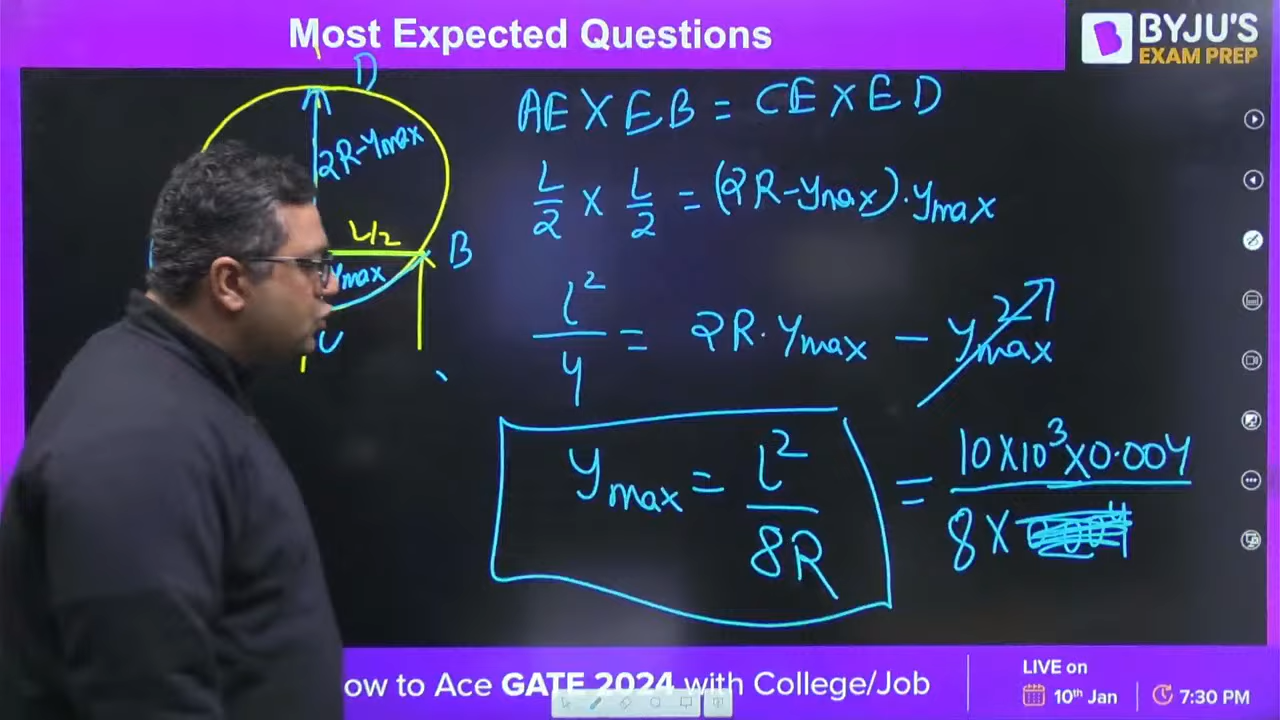 Most Expected Questions
BYJU'S
EXAM PREP
D
2R-ymax
L/2
B
ymax
AE X EB = CE X ED
L/2 X L/2 = (2R-ymax).ymax
l²/4 = 2R.ymax - y²max
ymax = l²/8R = 10X10³X0.004
8X
ow to Ace GATE 2024 with College/Job
LIVE on
10th Jan
7:30 PM